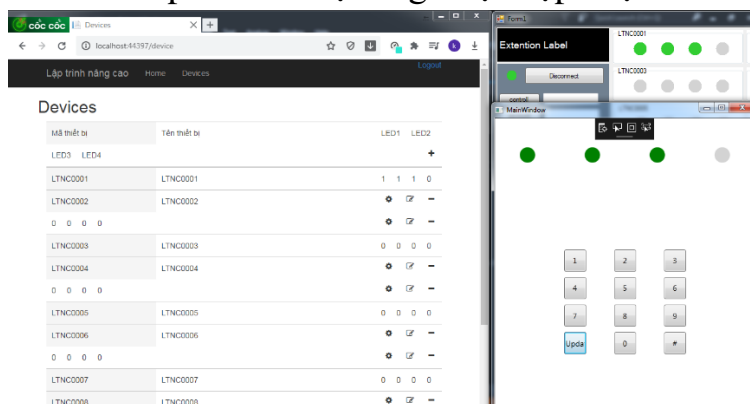 cốc cốc Devices
localhost:44397/device
Lập trình nâng cao Home Devices Logout
Devices
Mã thiết bị Tên thiết bị LED1 LED2
LED3 LED4 +
LTNC0001 LTNC0001 1 1 1 0
LTNC0002 LTNC0002
0 0 0 0
LTNC0003 LTNC0003 0 0 0 0
LTNC0004 LTNC0004
0 0 0 0
LTNC0005 LTNC0005 0 0 0 0
LTNC0006 LTNC0006
0 0 0 0
LTNC0007 LTNC0007 0 0 0 0
LTNC0008 LTNC0008
Form1
Extention Label
LTNC0001
Disconnect
LTNC0003
control
MainWindow
1 2 3
4 5 6
7 8 9
Upda 0 #